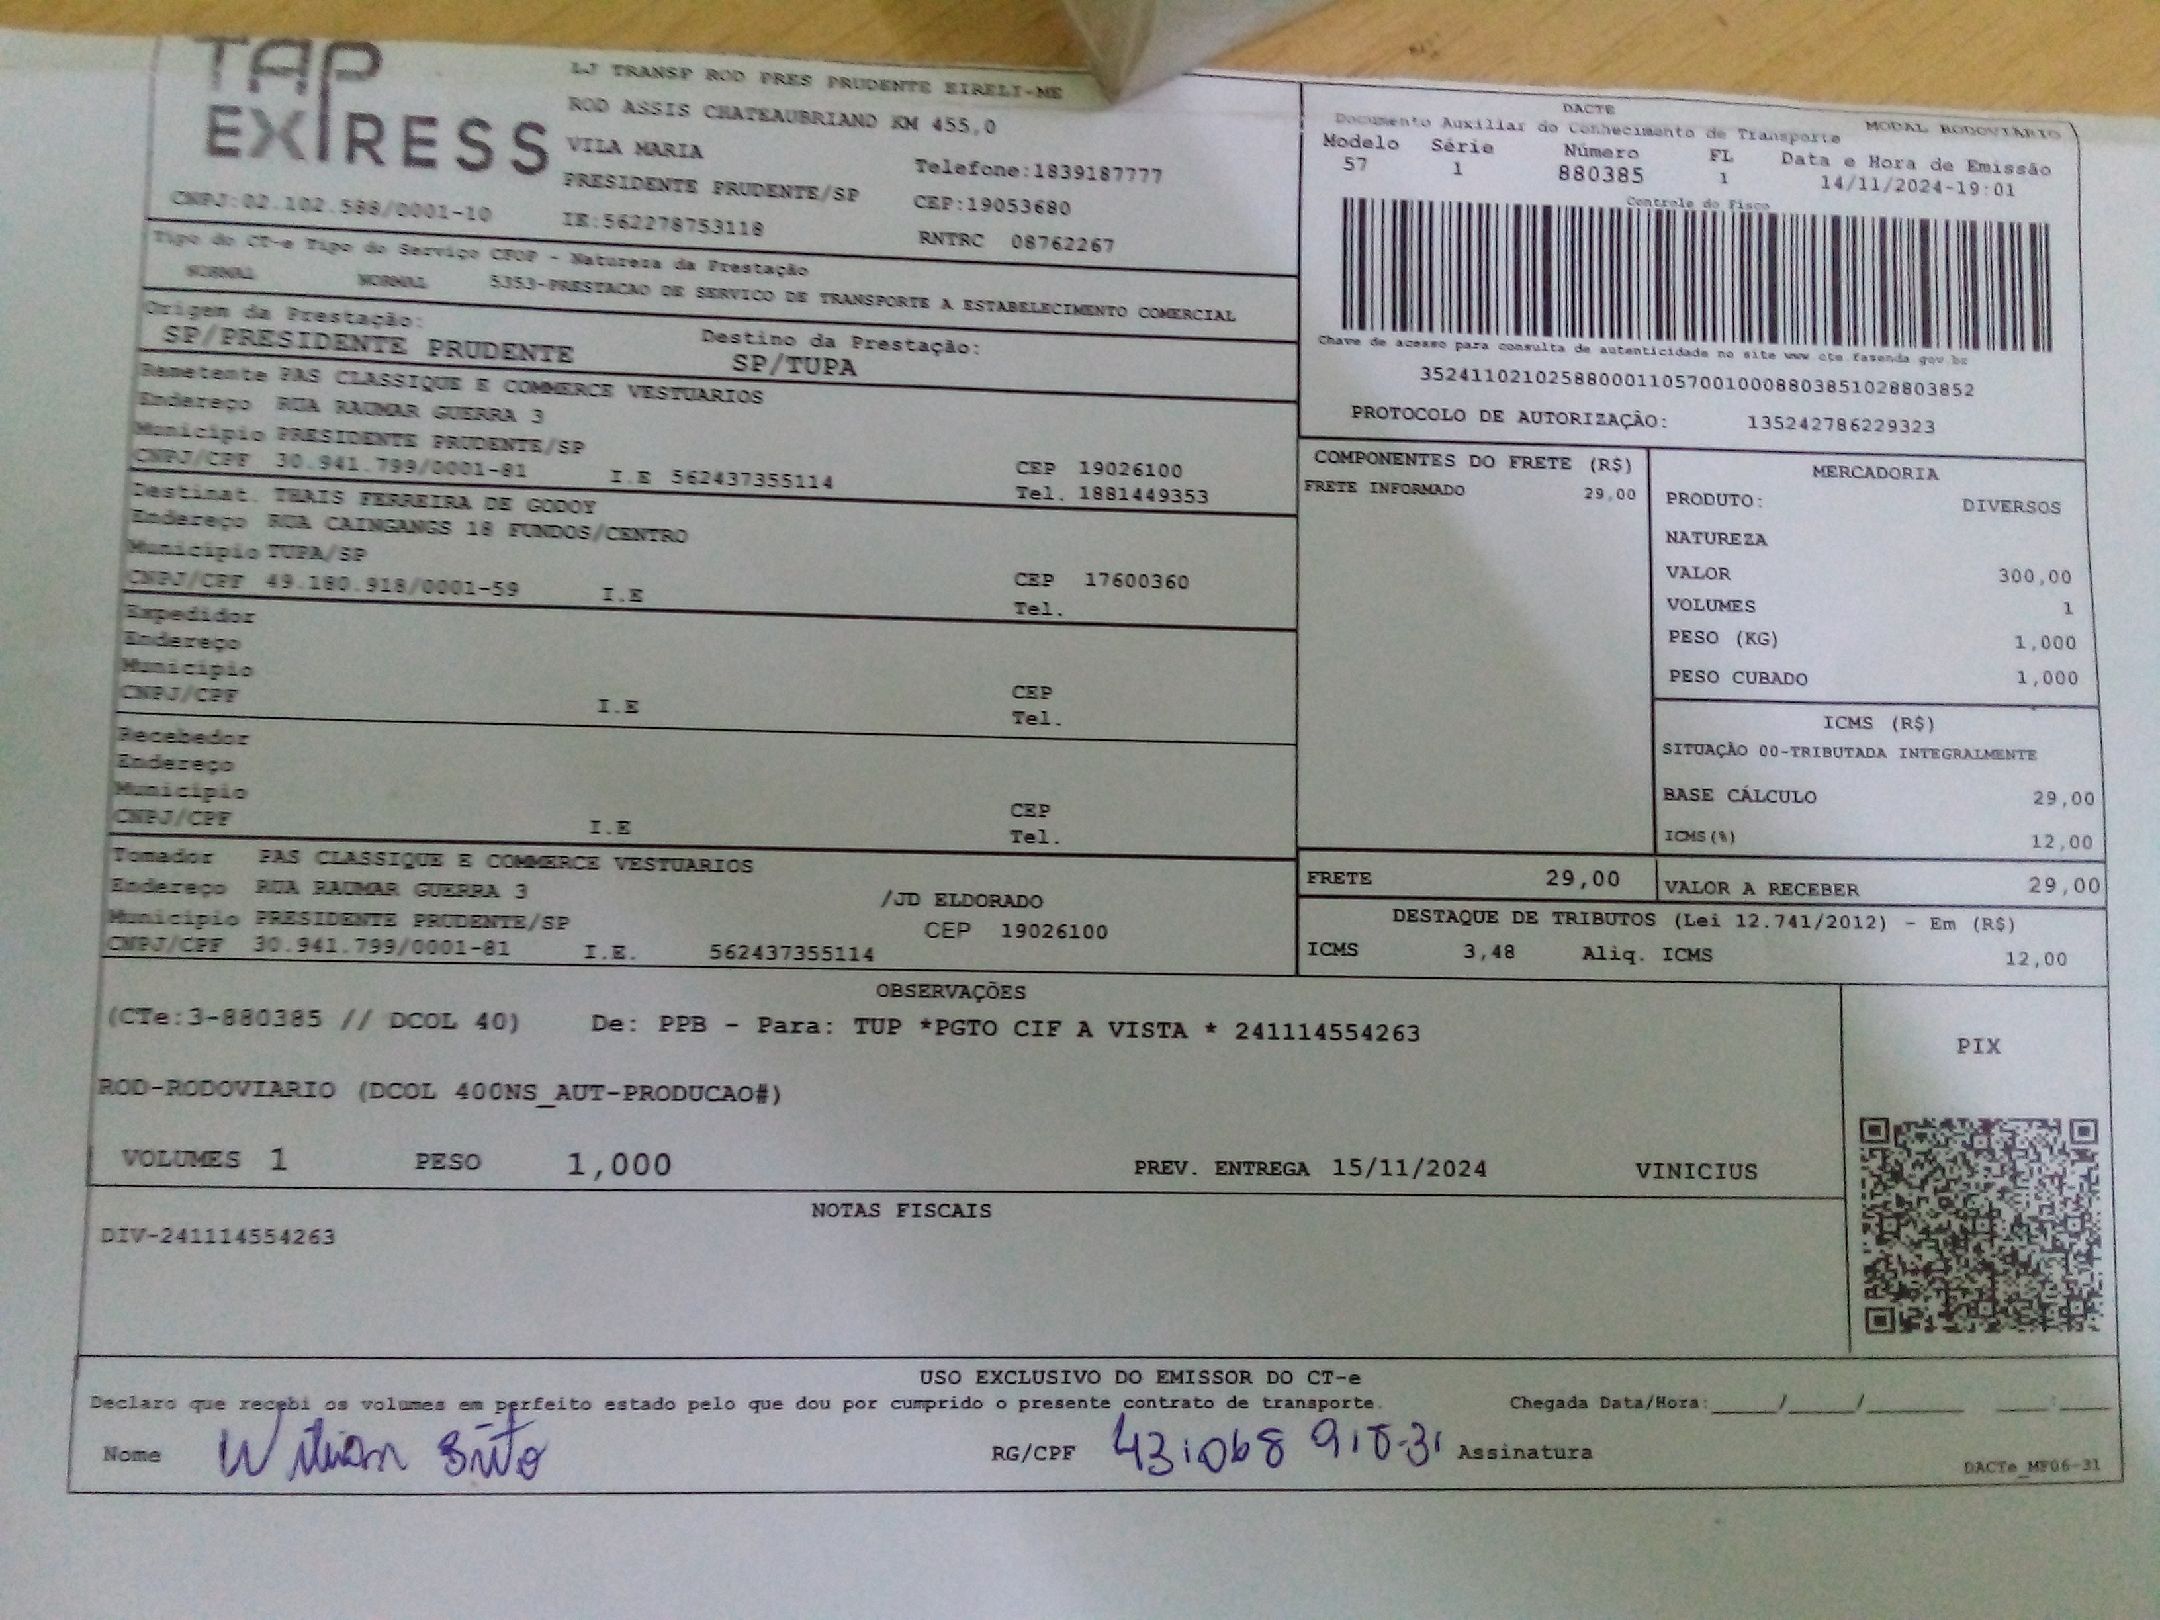 TAP
EXPRESS
LJ TRANSP ROD PRES PRUDENTE EIRELI-ME
ROD ASSIS CHATEAUBRIAND KM 455,0
VILA MARIA
Telefone:1839187777
PRESIDENTE PRUDENTE/SP
CEP:19053680
CNPJ:02.102.588/0001-10
IE:562278753118
RNTRC 08762267
DACTE
Documento Auxiliar do Conhecimento de Transporte
MODAL RODOVIÁRIO
Modelo Série Número FL Data e Hora de Emissão
57 1 880385 1 14/11/2024-19:01
Controle do Fisco
Chave de acesso para consulta de autenticidade no site www cte.fazenda gov br
35241102102588000110570010008803851028803852
PROTOCOLO DE AUTORIZAÇÃO: 135242786229323
Tipo do CT-e Tipo do Serviço CFOP - Natureza da Prestação
NORMAL NORMAL 5353-PRESTACAO DE SERVICO DE TRANSPORTE A ESTABELECIMENTO COMERCIAL
Origem da Prestação: Destino da Prestação:
SP/PRESIDENTE PRUDENTE SP/TUPA
Remetente PAS CLASSIQUE E COMMERCE VESTUARIOS
Endereço RUA RAUMAR GUERRA 3
Município PRESIDENTE PRUDENTE/SP CEP 19026100
CNPJ/CPF 30.941.799/0001-81 I.E 562437355114 Tel. 1881449353
Destinat. THAIS FERREIRA DE GODOY
Endereço RUA CAINGANGS 18 FUNDOS/CENTRO
Município TUPA/SP CEP 17600360
CNPJ/CPF 49.180.918/0001-59 I.E Tel.
Expedidor
Endereço
Município CEP
CNPJ/CPF I.E Tel.
Recebedor
Endereço
Município CEP
CNPJ/CPF I.E Tel.
Tomador PAS CLASSIQUE E COMMERCE VESTUARIOS
Endereço RUA RAUMAR GUERRA 3 /JD ELDORADO
Município PRESIDENTE PRUDENTE/SP CEP 19026100
CNPJ/CPF 30.941.799/0001-81 I.E. 562437355114
COMPONENTES DO FRETE (R$)
FRETE INFORMADO 29,00
MERCADORIA
PRODUTO: DIVERSOS
NATUREZA
VALOR 300,00
VOLUMES 1
PESO (KG) 1,000
PESO CUBADO 1,000
ICMS (R$)
SITUAÇÃO 00-TRIBUTADA INTEGRALMENTE
BASE CÁLCULO 29,00
ICMS(%) 12,00
FRETE 29,00
VALOR A RECEBER 29,00
DESTAQUE DE TRIBUTOS (Lei 12.741/2012) - Em (R$)
ICMS 3,48 Aliq. ICMS 12,00
OBSERVAÇÕES
(CTe:3-880385 // DCOL 40) De: PPB - Para: TUP *PGTO CIF A VISTA * 241114554263
ROD-RODOVIARIO (DCOL 400NS_AUT-PRODUCAO#)
VOLUMES 1 PESO 1,000 PREV. ENTREGA 15/11/2024 VINICIUS
PIX
NOTAS FISCAIS
DIV-241114554263
USO EXCLUSIVO DO EMISSOR DO CT-e
Declaro que recebi os volumes em perfeito estado pelo que dou por cumprido o presente contrato de transporte. Chegada Data/Hora:_____/_____/_______ ____:____
Nome Wilian Brito RG/CPF Assinatura
DACTe_MF06-31